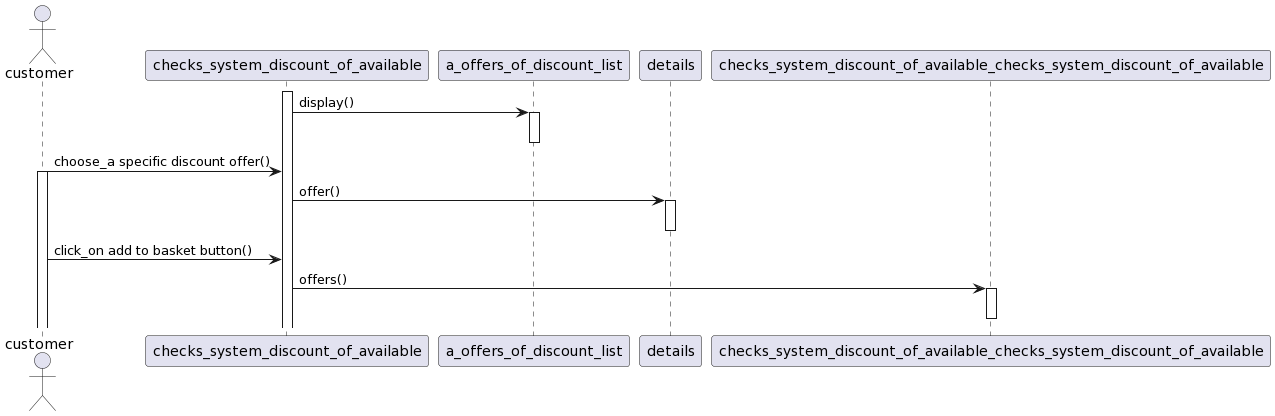 customer
checks_system_discount_of_available
a_offers_of_discount_list
details
checks_system_discount_of_available_checks_system_discount_of_available
display()
choose_a specific discount offer()
offer()
click_on add to basket button()
offers()
customer
checks_system_discount_of_available
a_offers_of_discount_list
details
checks_system_discount_of_available_checks_system_discount_of_available